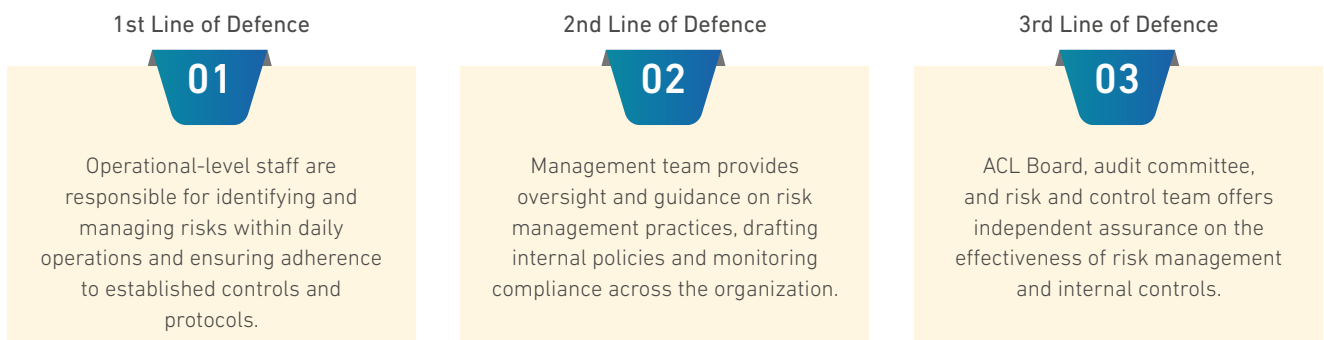 1st Line of Defence
01
Operational-level staff are
responsible for identifying and
managing risks within daily
operations and ensuring adherence
to established controls and
protocols.
2nd Line of Defence
02
Management team provides
oversight and guidance on risk
management practices, drafting
internal policies and monitoring
compliance across the organization.
3rd Line of Defence
03
ACL Board, audit committee,
and risk and control team offers
independent assurance on the
effectiveness of risk management
and internal controls.